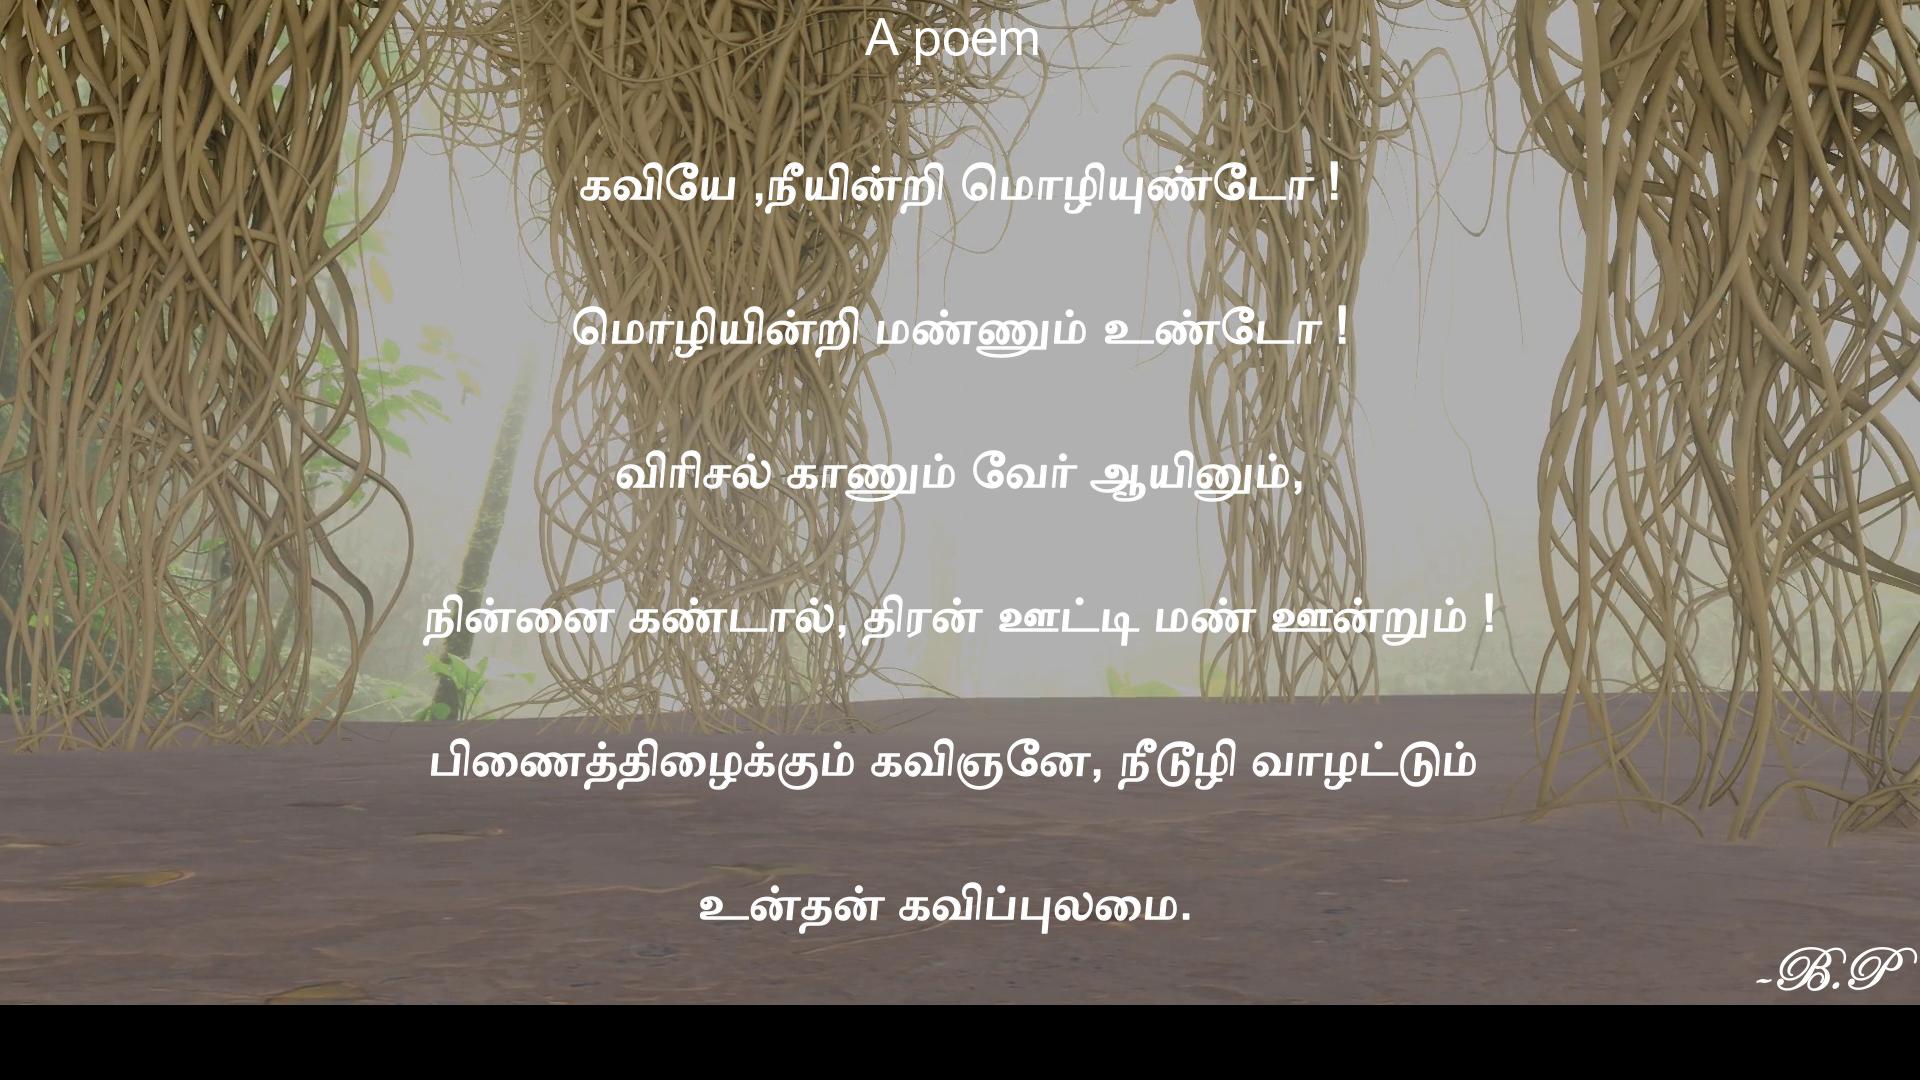 A poem
கவியே ,நீயின்றி மொழியுண்டோ !
மொழியின்றி மண்ணும் உண்டோ !
விரிசல் காணும் வேர் ஆயினும்,
நின்னை கண்டால், திரன் ஊட்டி மண் ஊன்றும் !
பிணைத்திழைக்கும் கவிஞனே, நீடூழி வாழட்டும்
உன்தன் கவிப்புலமை.
-B.P